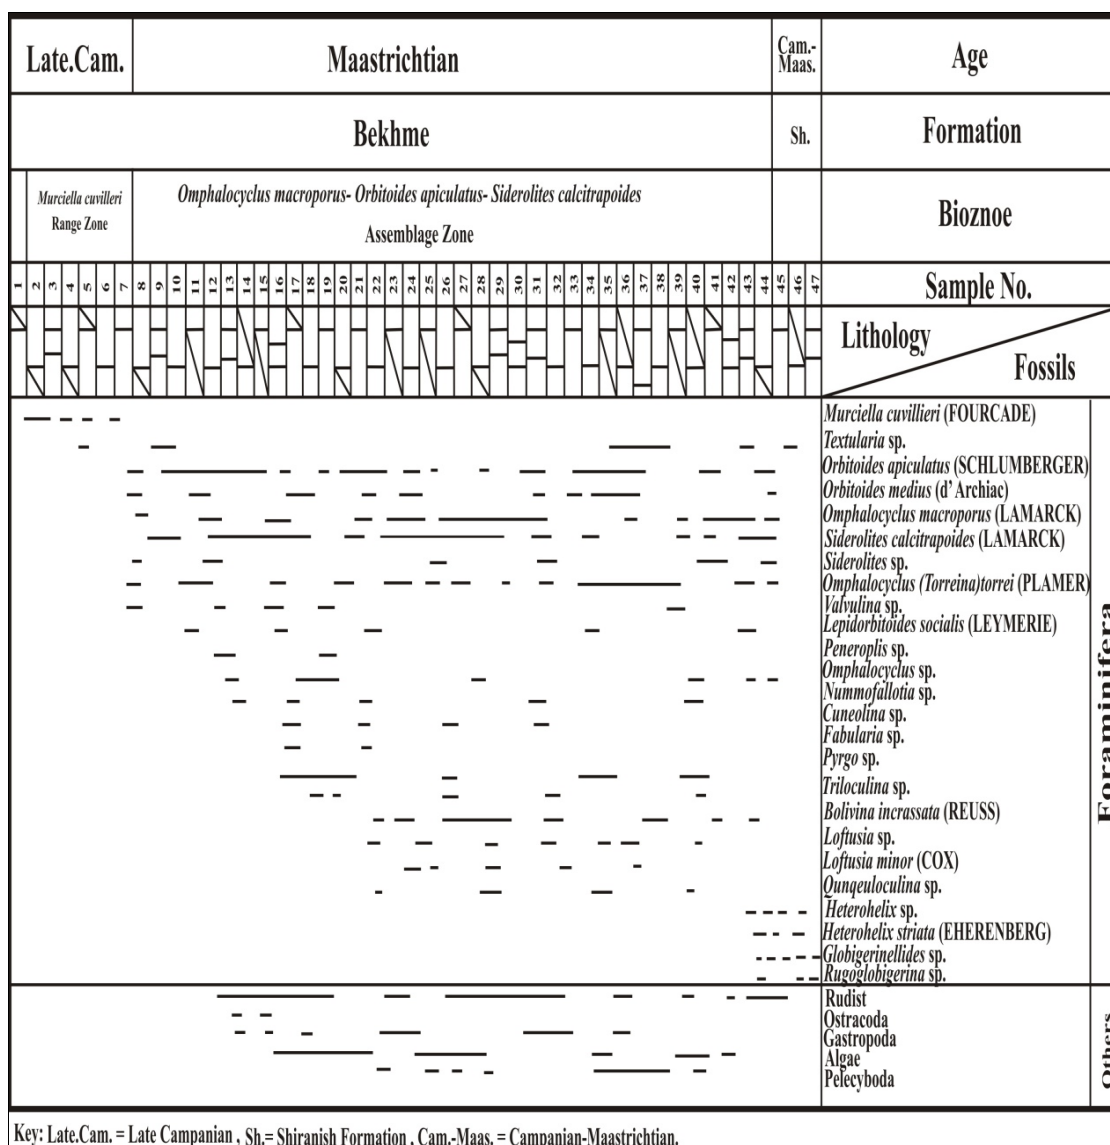 Late.Cam.
Maastrichtian
Cam.-
Maas.
Age
Bekhme
Sh.
Formation
Murciella cuvilleri
Range Zone
Omphalocyclus macroporus- Orbitoides apiculatus- Siderolites calcitrapoides
Assemblage Zone
Bioznoe
1 2 3 4 5 6 7 8 9 10 11 12 13 14 15 16 17 18 19 20 21 22 23 24 25 26 27 28 29 30 31 32 33 34 35 36 37 38 39 40 41 42 43 44 45 46 47
Sample No.
Lithology
Fossils
Murciella cuvillieri (FOURCADE)
Textularia sp.
Orbitoides apiculatus (SCHLUMBERGER)
Orbitoides medius (d' Archiac)
Omphalocyclus macroporus (LAMARCK)
Siderolites calcitrapoides (LAMARCK)
Siderolites sp.
Omphalocyclus (Torreina)torrei (PLAMER)
Valvulina sp.
Lepidorbitoides socialis (LEYMERIE)
Peneroplis sp.
Omphalocyclus sp.
Nummofallotia sp.
Cuneolina sp.
Fabularia sp.
Pyrgo sp.
Triloculina sp.
Bolivina incrassata (REUSS)
Loftusia sp.
Loftusia minor (COX)
Qunqeuloculina sp.
Heterohelix sp.
Heterohelix striata (EHERENBERG)
Globigerinellides sp.
Rugoglobigerina sp.
Foraminifera
Rudist
Ostracoda
Gastropoda
Algae
Pelecyboda
Others
Key: Late.Cam. = Late Campanian , Sh.= Shiranish Formation , Cam.-Maas. = Campanian-Maastrichtian.